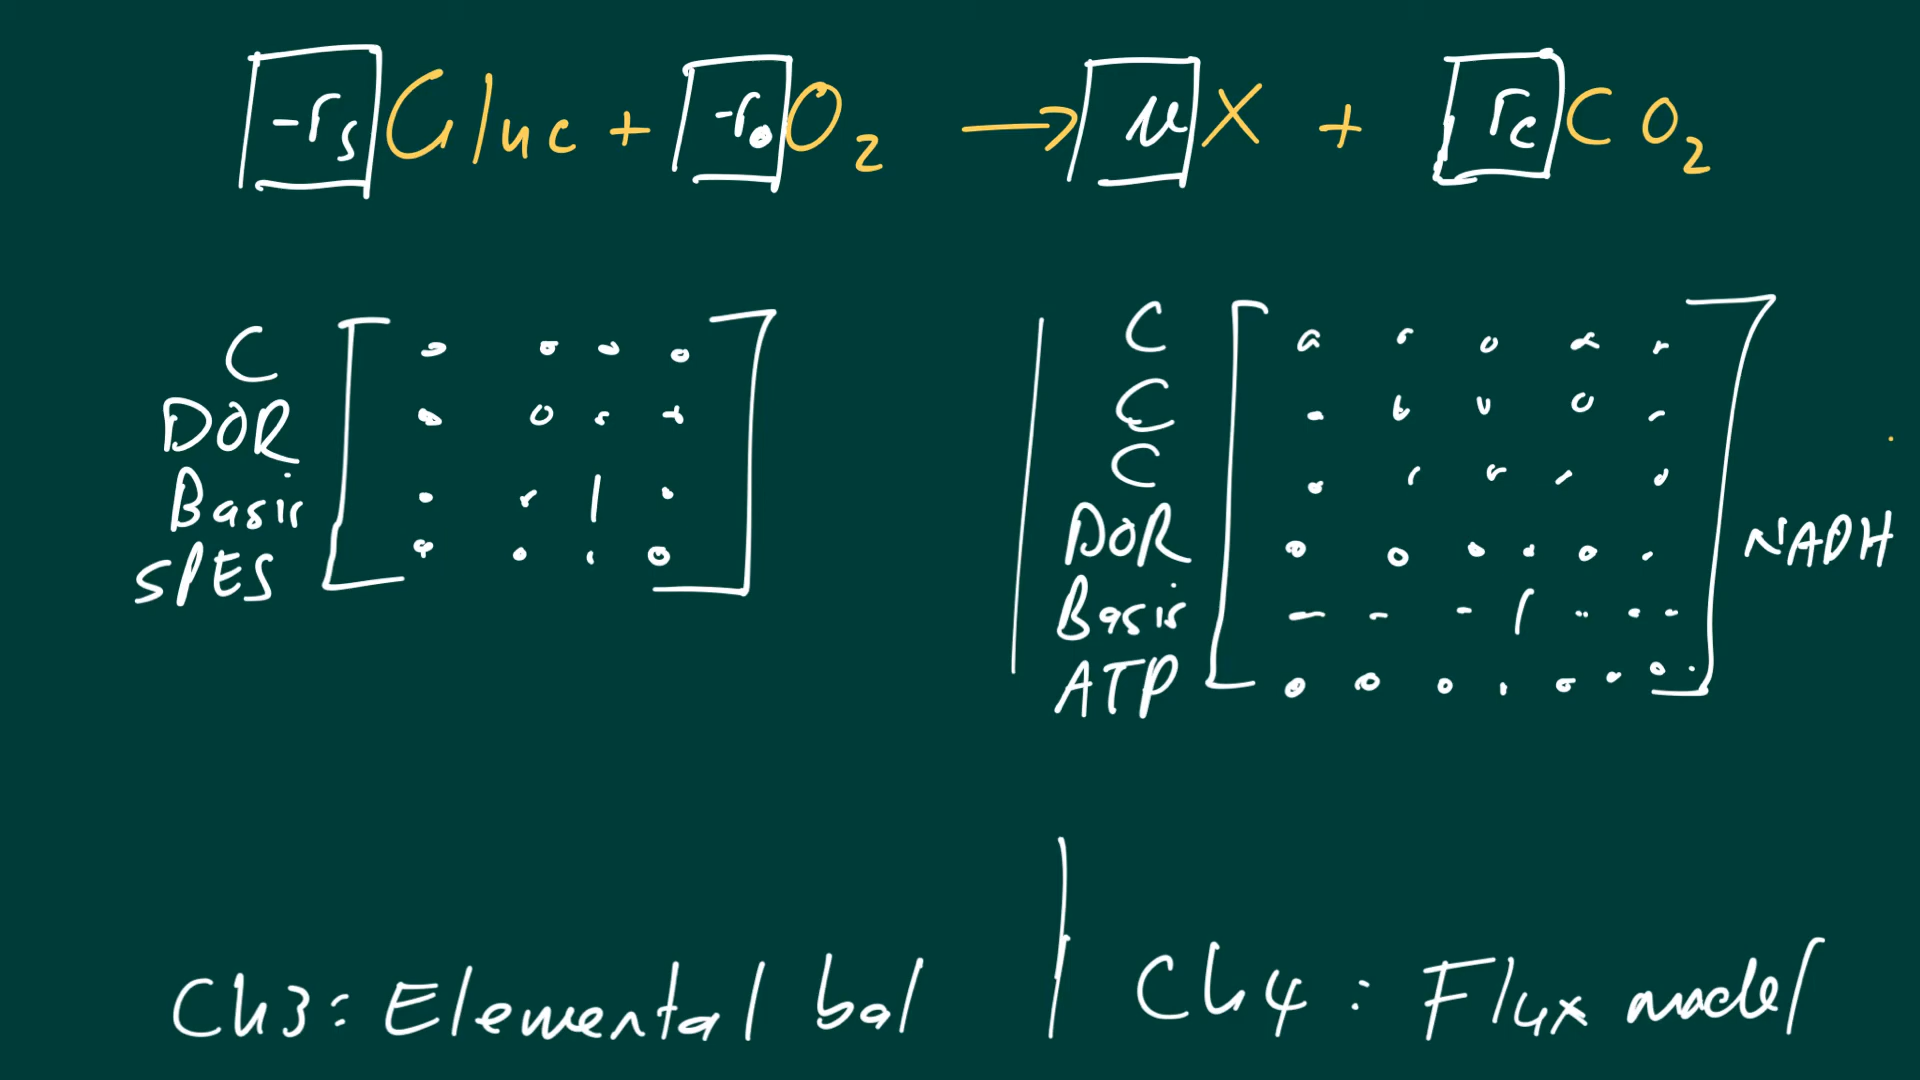 -rs Gluc + -ro O2 → μ X + rc CO2
C
DOR
Basis
SPES
C
C
C
DOR
NADH
Basis
ATP
Ch3: Elemental bal
Ch4: Flux model